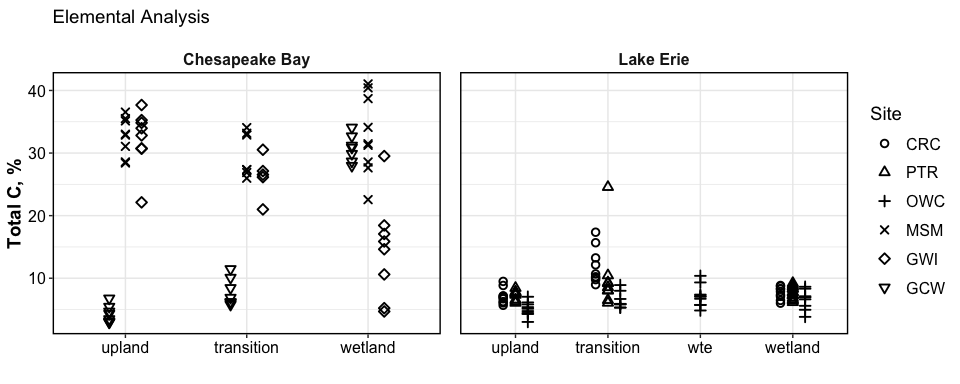 Elemental Analysis
Chesapeake Bay
Lake Erie
Total C, %
40
30
20
10
upland
transition
wetland
upland
transition
wte
wetland
Site
CRC
PTR
OWC
MSM
GWI
GCW